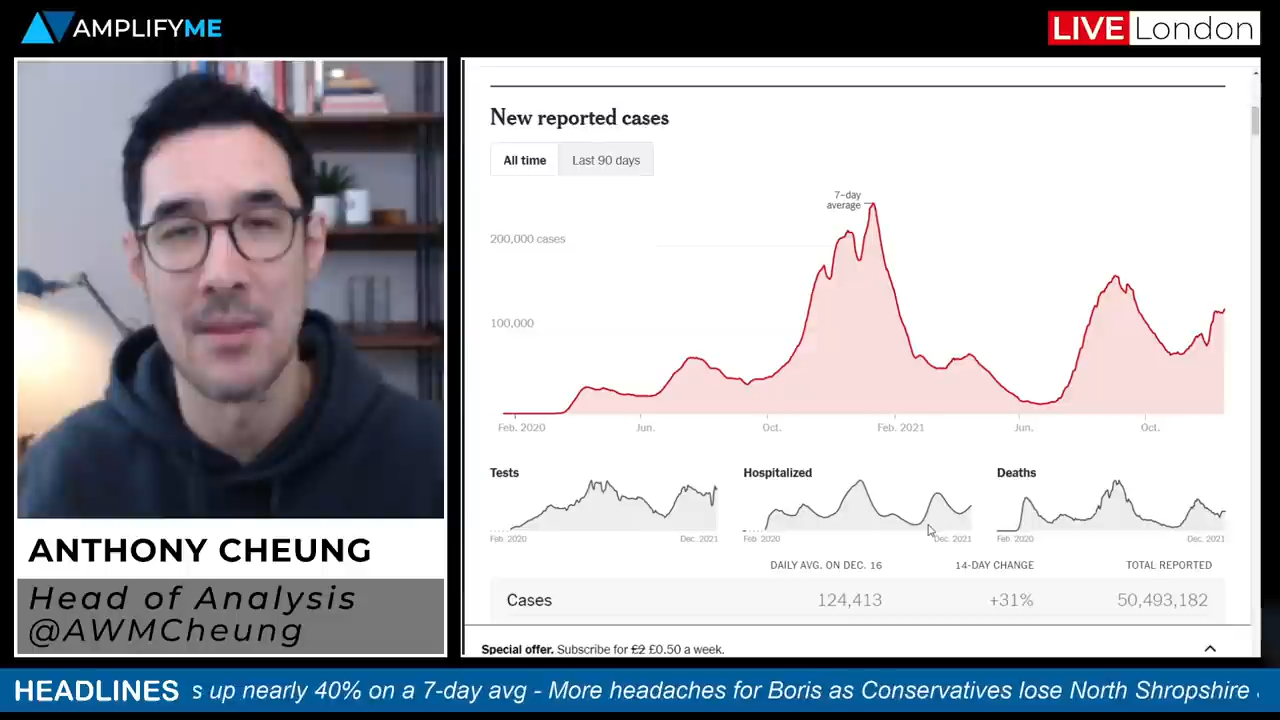 AMPLIFYME
LIVE London
New reported cases
All time
Last 90 days
7-day
average
200,000 cases
100,000
Feb. 2020
Jun.
Oct.
Feb. 2021
Jun.
Oct.
Tests
Hospitalized
Deaths
Feb. 2020
Dec. 2021
Feb. 2020
Dec. 2021
Feb. 2020
Dec. 2021
DAILY AVG. ON DEC. 16
14-DAY CHANGE
TOTAL REPORTED
Cases
124,413
+31%
50,493,182
Special offer. Subscribe for £2 £0.50 a week.
ANTHONY CHEUNG
Head of Analysis
@AWMCheung
HEADLINES s up nearly 40% on a 7-day avg - More headaches for Boris as Conservatives lose North Shropshire